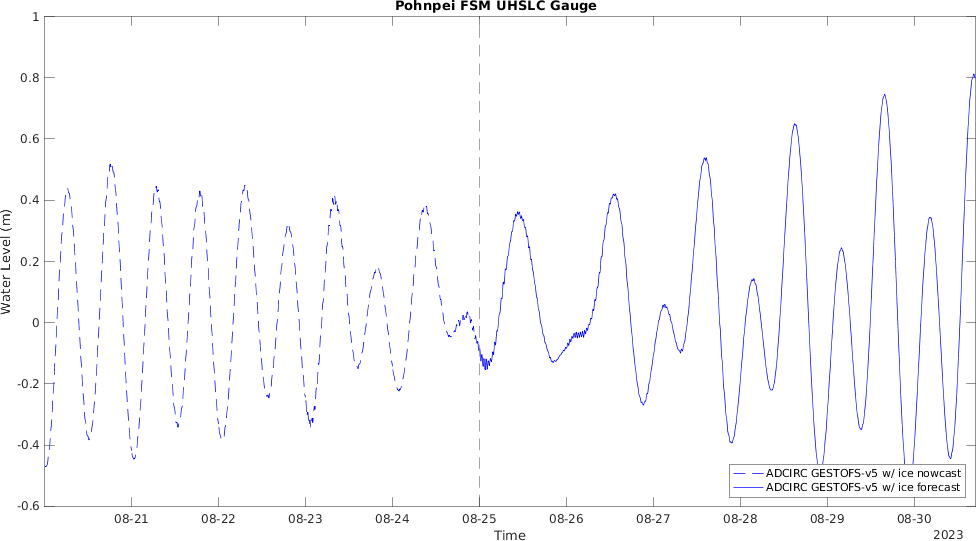 Pohnpei FSM UHSLC Gauge
Water Level (m)
1
0.8
0.6
0.4
0.2
0
-0.2
-0.4
-0.6
ADCIRC GESTOFS-v5 w/ ice nowcast
ADCIRC GESTOFS-v5 w/ ice forecast
08-21 08-22 08-23 08-24 08-25 08-26 08-27 08-28 08-29 08-30
Time
2023